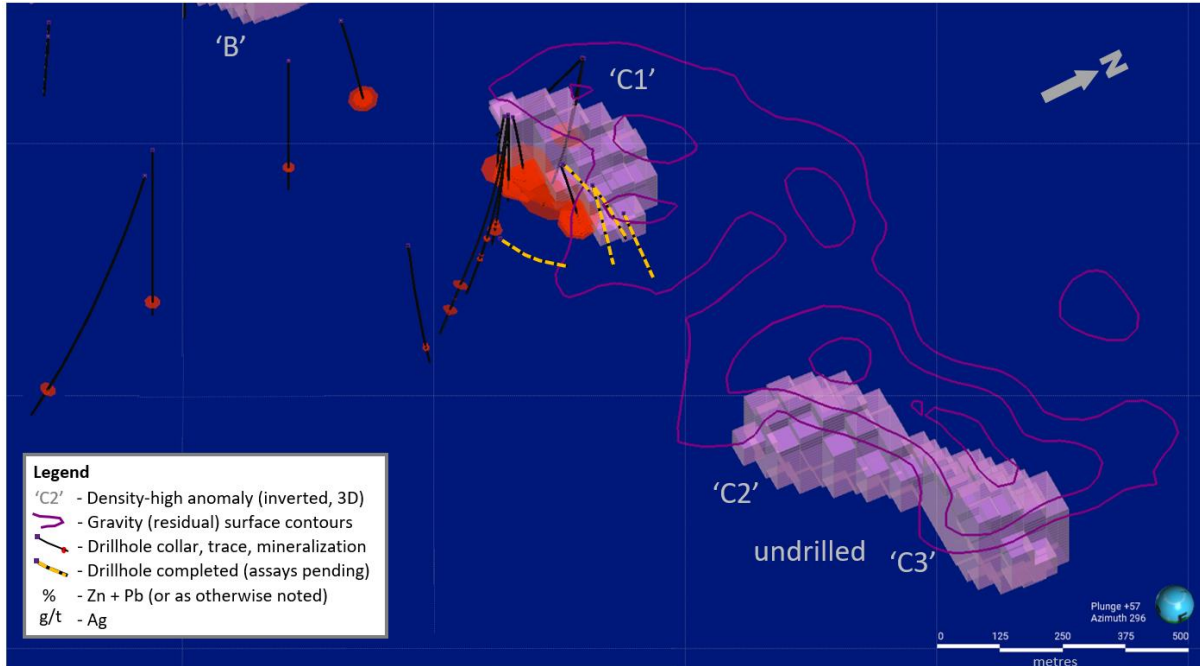 ‘B’
‘C1’
N
‘C2’
undrilled
‘C3’
Legend
‘C2’ - Density-high anomaly (inverted, 3D)
- Gravity (residual) surface contours
- Drillhole collar, trace, mineralization
- Drillhole completed (assays pending)
% - Zn + Pb (or as otherwise noted)
g/t - Ag
Plunge +57
Azimuth 296
0 125 250 375 500
metres